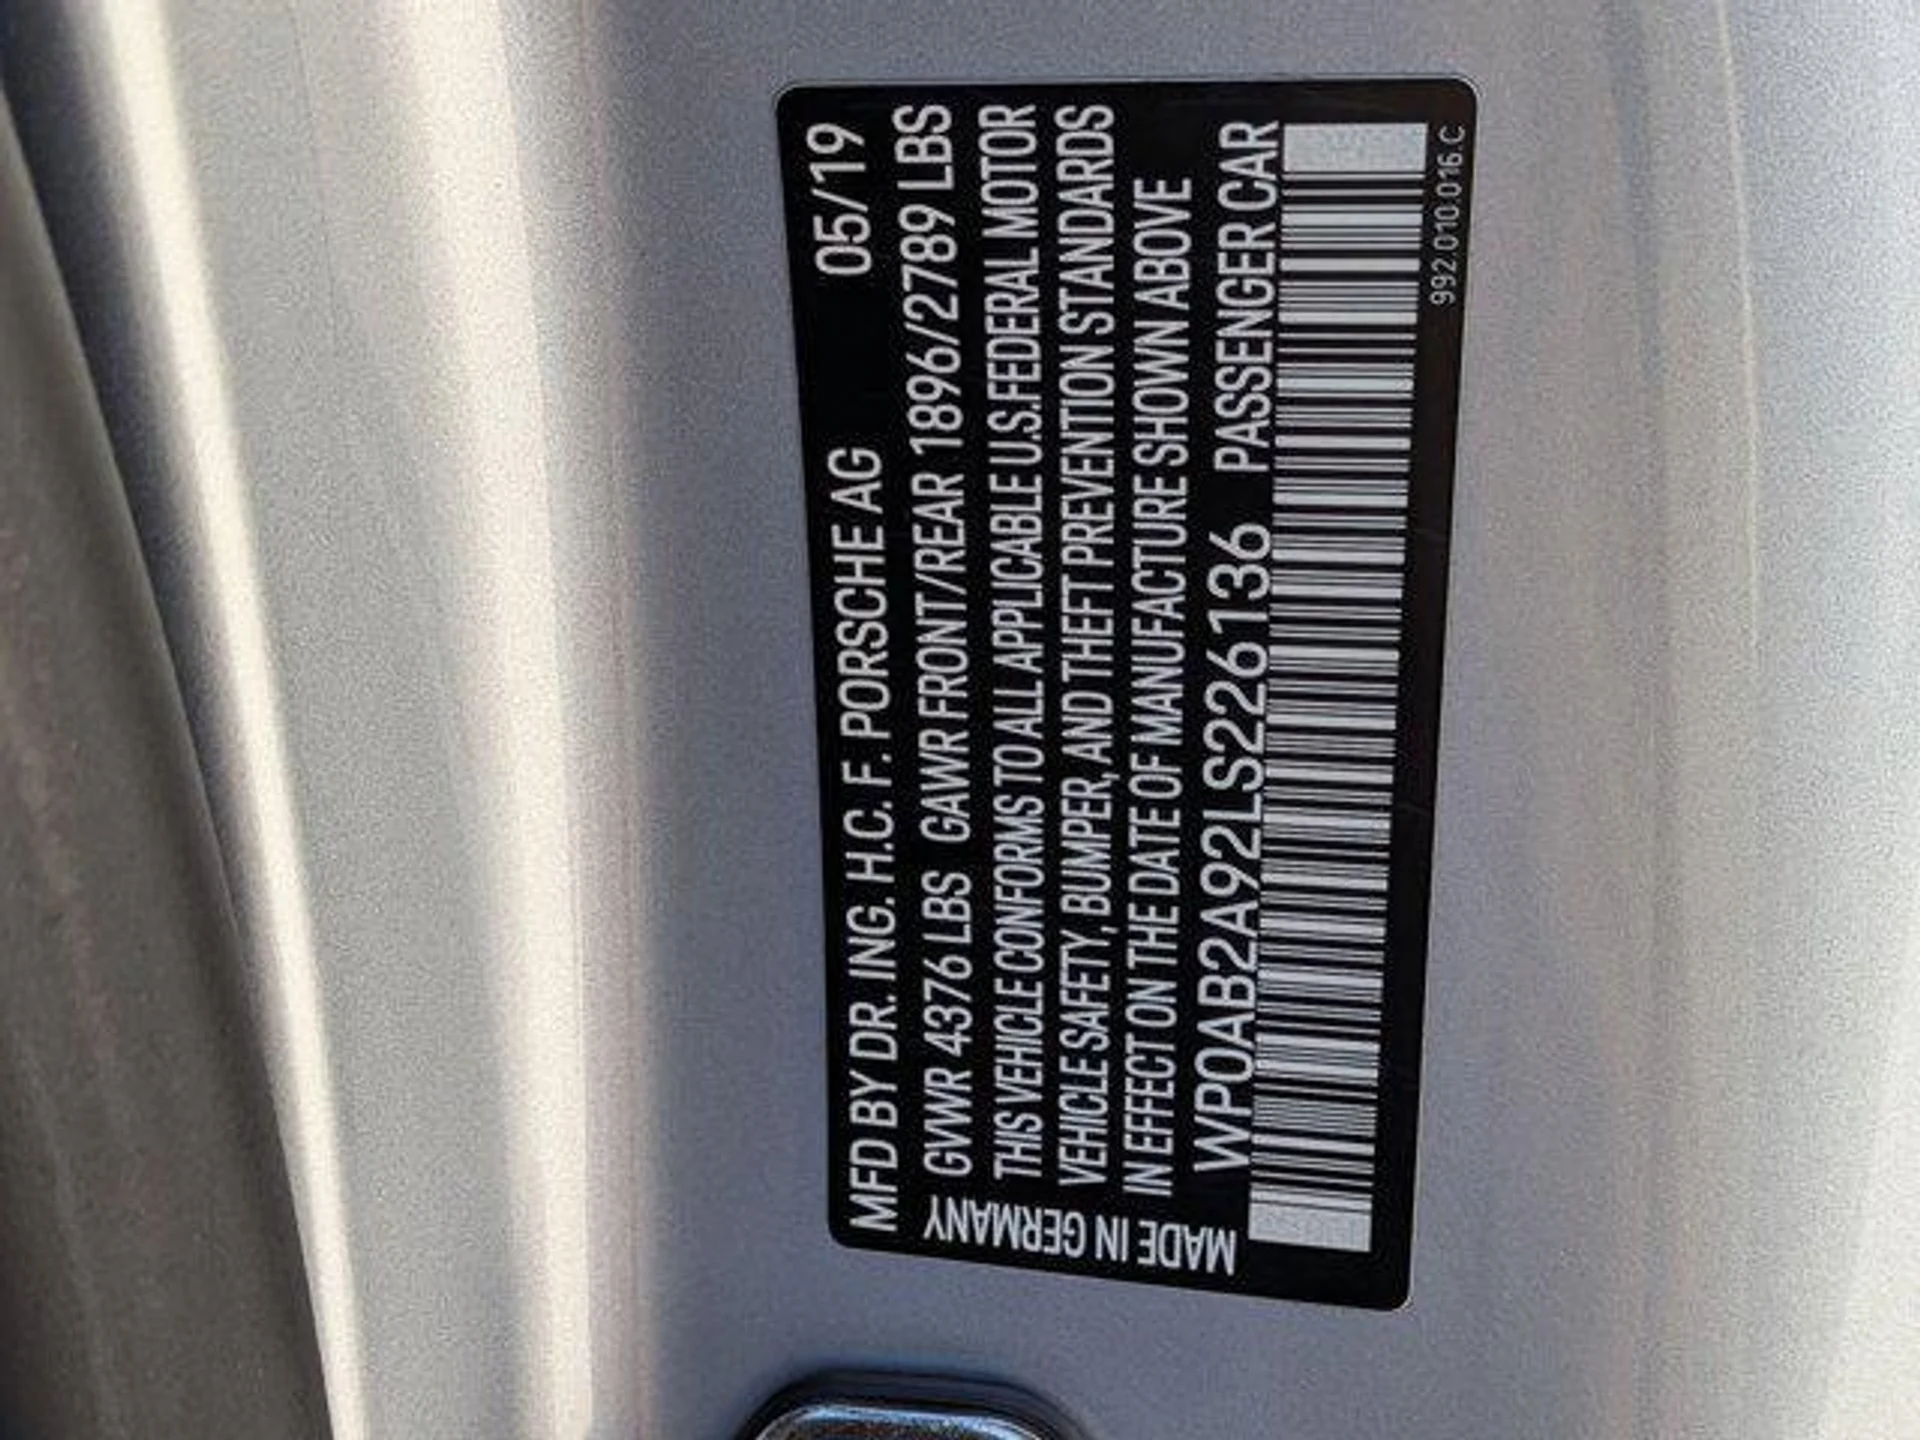 MFD BY DR. ING. H.C. F. PORSCHE AG 05/19
GVWR 4376 LBS GAWR FRONT/REAR 1896/2789 LBS
THIS VEHICLE CONFORMS TO ALL APPLICABLE U.S.FEDERAL MOTOR
VEHICLE SAFETY, BUMPER, AND THEFT PREVENTION STANDARDS
IN EFFECT ON THE DATE OF MANUFACTURE SHOWN ABOVE
WP0AB2A92LS226136 PASSENGER CAR
992.010.016.C
MADE IN GERMANY